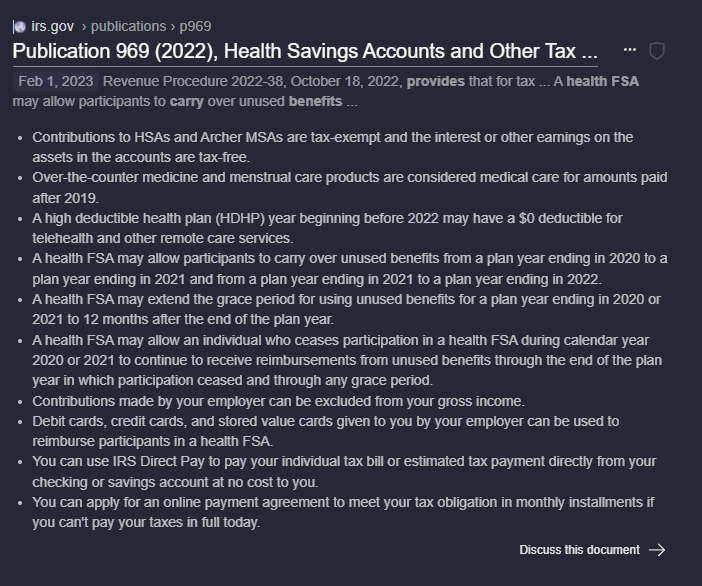 irs.gov › publications › p969
Publication 969 (2022), Health Savings Accounts and Other Tax ...
Feb 1, 2023 Revenue Procedure 2022-38, October 18, 2022, provides that for tax ... A health FSA
may allow participants to carry over unused benefits ...
• Contributions to HSAs and Archer MSAs are tax-exempt and the interest or other earnings on the
assets in the accounts are tax-free.
• Over-the-counter medicine and menstrual care products are considered medical care for amounts paid
after 2019.
• A high deductible health plan (HDHP) year beginning before 2022 may have a $0 deductible for
telehealth and other remote care services.
• A health FSA may allow participants to carry over unused benefits from a plan year ending in 2020 to a
plan year ending in 2021 and from a plan year ending in 2021 to a plan year ending in 2022.
• A health FSA may extend the grace period for using unused benefits for a plan year ending in 2020 or
2021 to 12 months after the end of the plan year.
• A health FSA may allow an individual who ceases participation in a health FSA during calendar year
2020 or 2021 to continue to receive reimbursements from unused benefits through the end of the plan
year in which participation ceased and through any grace period.
• Contributions made by your employer can be excluded from your gross income.
• Debit cards, credit cards, and stored value cards given to you by your employer can be used to
reimburse participants in a health FSA.
• You can use IRS Direct Pay to pay your individual tax bill or estimated tax payment directly from your
checking or savings account at no cost to you.
• You can apply for an online payment agreement to meet your tax obligation in monthly installments if
you can't pay your taxes in full today.
Discuss this document →